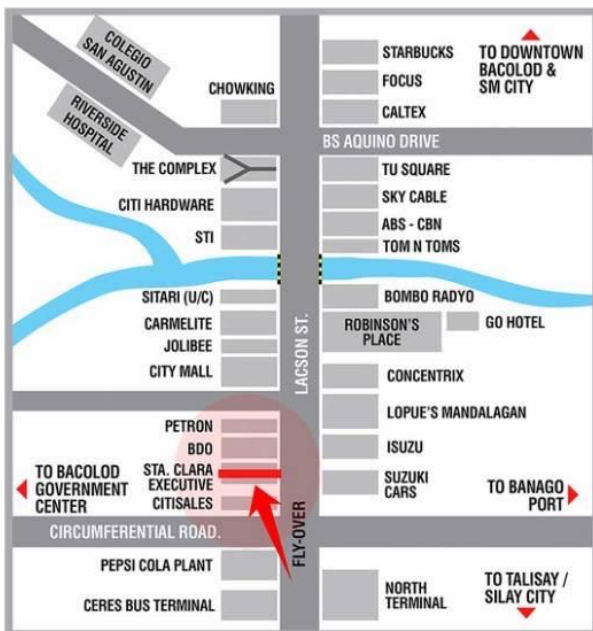 COLEGIO
SAN AGUSTIN
RIVERSIDE
HOSPITAL
CHOWKING
STARBUCKS
FOCUS
CALTEX
TO DOWNTOWN
BACOLOD &
SM CITY
BS AQUINO DRIVE
THE COMPLEX
CITI HARDWARE
STI
TU SQUARE
SKY CABLE
ABS - CBN
TOM N TOMS
SITARI (U/C)
CARMELITE
JOLIBEE
CITY MALL
LACSON ST.
BOMBO RADYO
ROBINSON'S
PLACE
GO HOTEL
CONCENTRIX
LOPUE'S MANDALAGAN
ISUZU
SUZUKI
CARS
PETRON
BDO
STA. CLARA
EXECUTIVE
CITISALES
TO BACOLOD
GOVERNMENT
CENTER
TO BANAGO
PORT
CIRCUMFERENTIAL ROAD.
FLY-OVER
PEPSI COLA PLANT
CERES BUS TERMINAL
NORTH
TERMINAL
TO TALISAY /
SILAY CITY